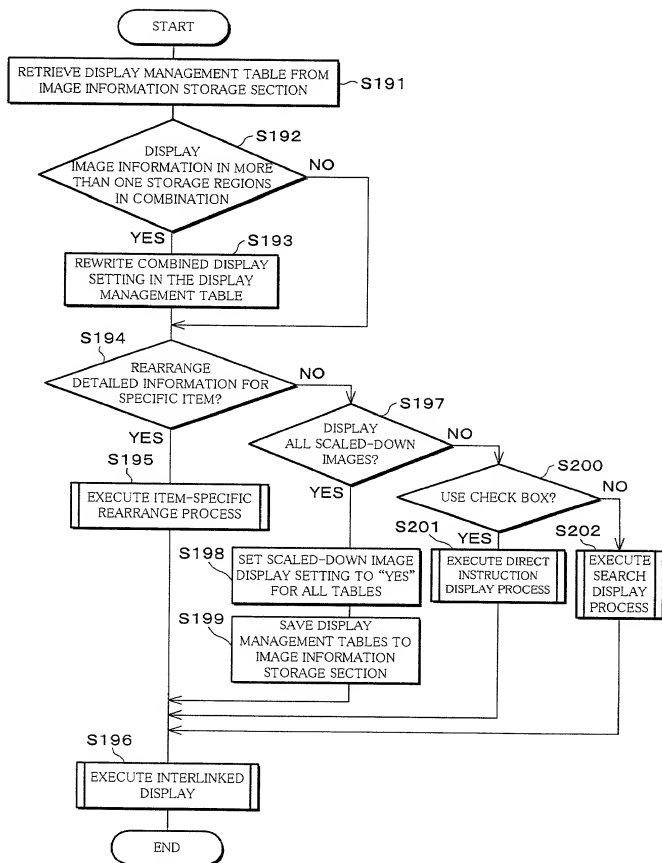 START
RETRIEVE DISPLAY MANAGEMENT TABLE FROM
IMAGE INFORMATION STORAGE SECTION
S191
S192
DISPLAY
IMAGE INFORMATION IN MORE
THAN ONE STORAGE REGIONS
IN COMBINATION
NO
YES
S193
REWRITE COMBINED DISPLAY
SETTING IN THE DISPLAY
MANAGEMENT TABLE
S194
REARRANGE
DETAILED INFORMATION FOR
SPECIFIC ITEM?
NO
YES
S195
EXECUTE ITEM-SPECIFIC
REARRANGE PROCESS
S197
DISPLAY
ALL SCALED-DOWN
IMAGES?
NO
YES
S198
SET SCALED-DOWN IMAGE
DISPLAY SETTING TO "YES"
FOR ALL TABLES
S199
SAVE DISPLAY
MANAGEMENT TABLES TO
IMAGE INFORMATION
STORAGE SECTION
S200
USE CHECK BOX?
NO
YES
S201
EXECUTE DIRECT
INSTRUCTION
DISPLAY PROCESS
S202
EXECUTE
SEARCH
DISPLAY
PROCESS
S196
EXECUTE INTERLINKED
DISPLAY
END